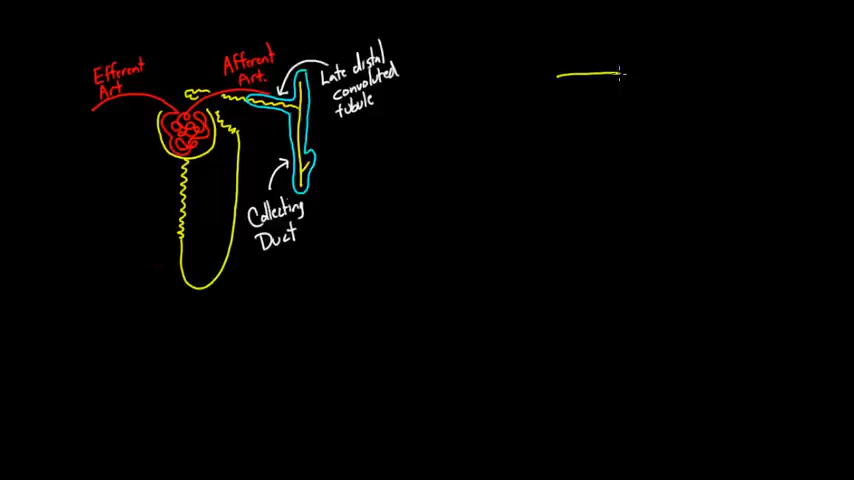 Efferent
Art
Afferent
Art.
Late distal
convoluted
tubule
Collecting
Duct